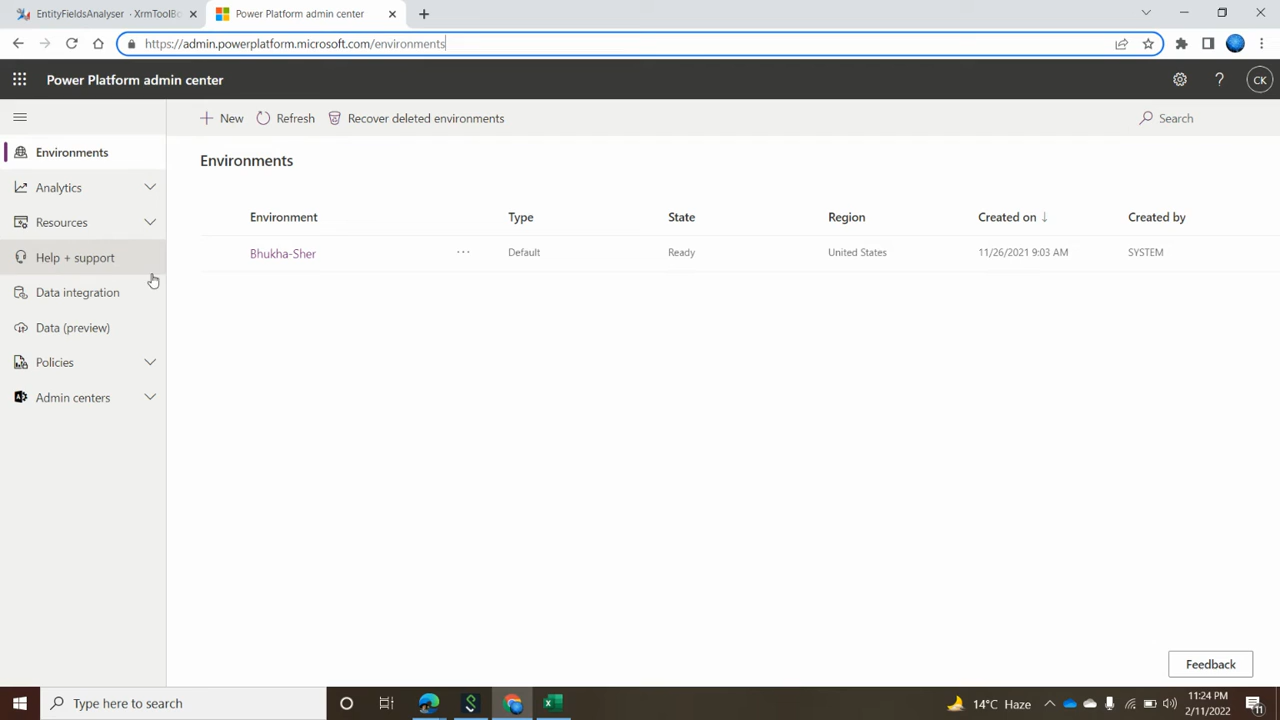 EntityFieldsAnalyser - XrmToolBo
Power Platform admin center
https://admin.powerplatform.microsoft.com/environments
Power Platform admin center
CK
New
Refresh
Recover deleted environments
Search
Environments
Analytics
Resources
Help + support
Data integration
Data (preview)
Policies
Admin centers
Environments
Environment Type State Region Created on ↓ Created by
Bhukha-Sher ... Default Ready United States 11/26/2021 9:03 AM SYSTEM
Feedback
Type here to search
14°C Haze
11:24 PM
2/11/2022
11